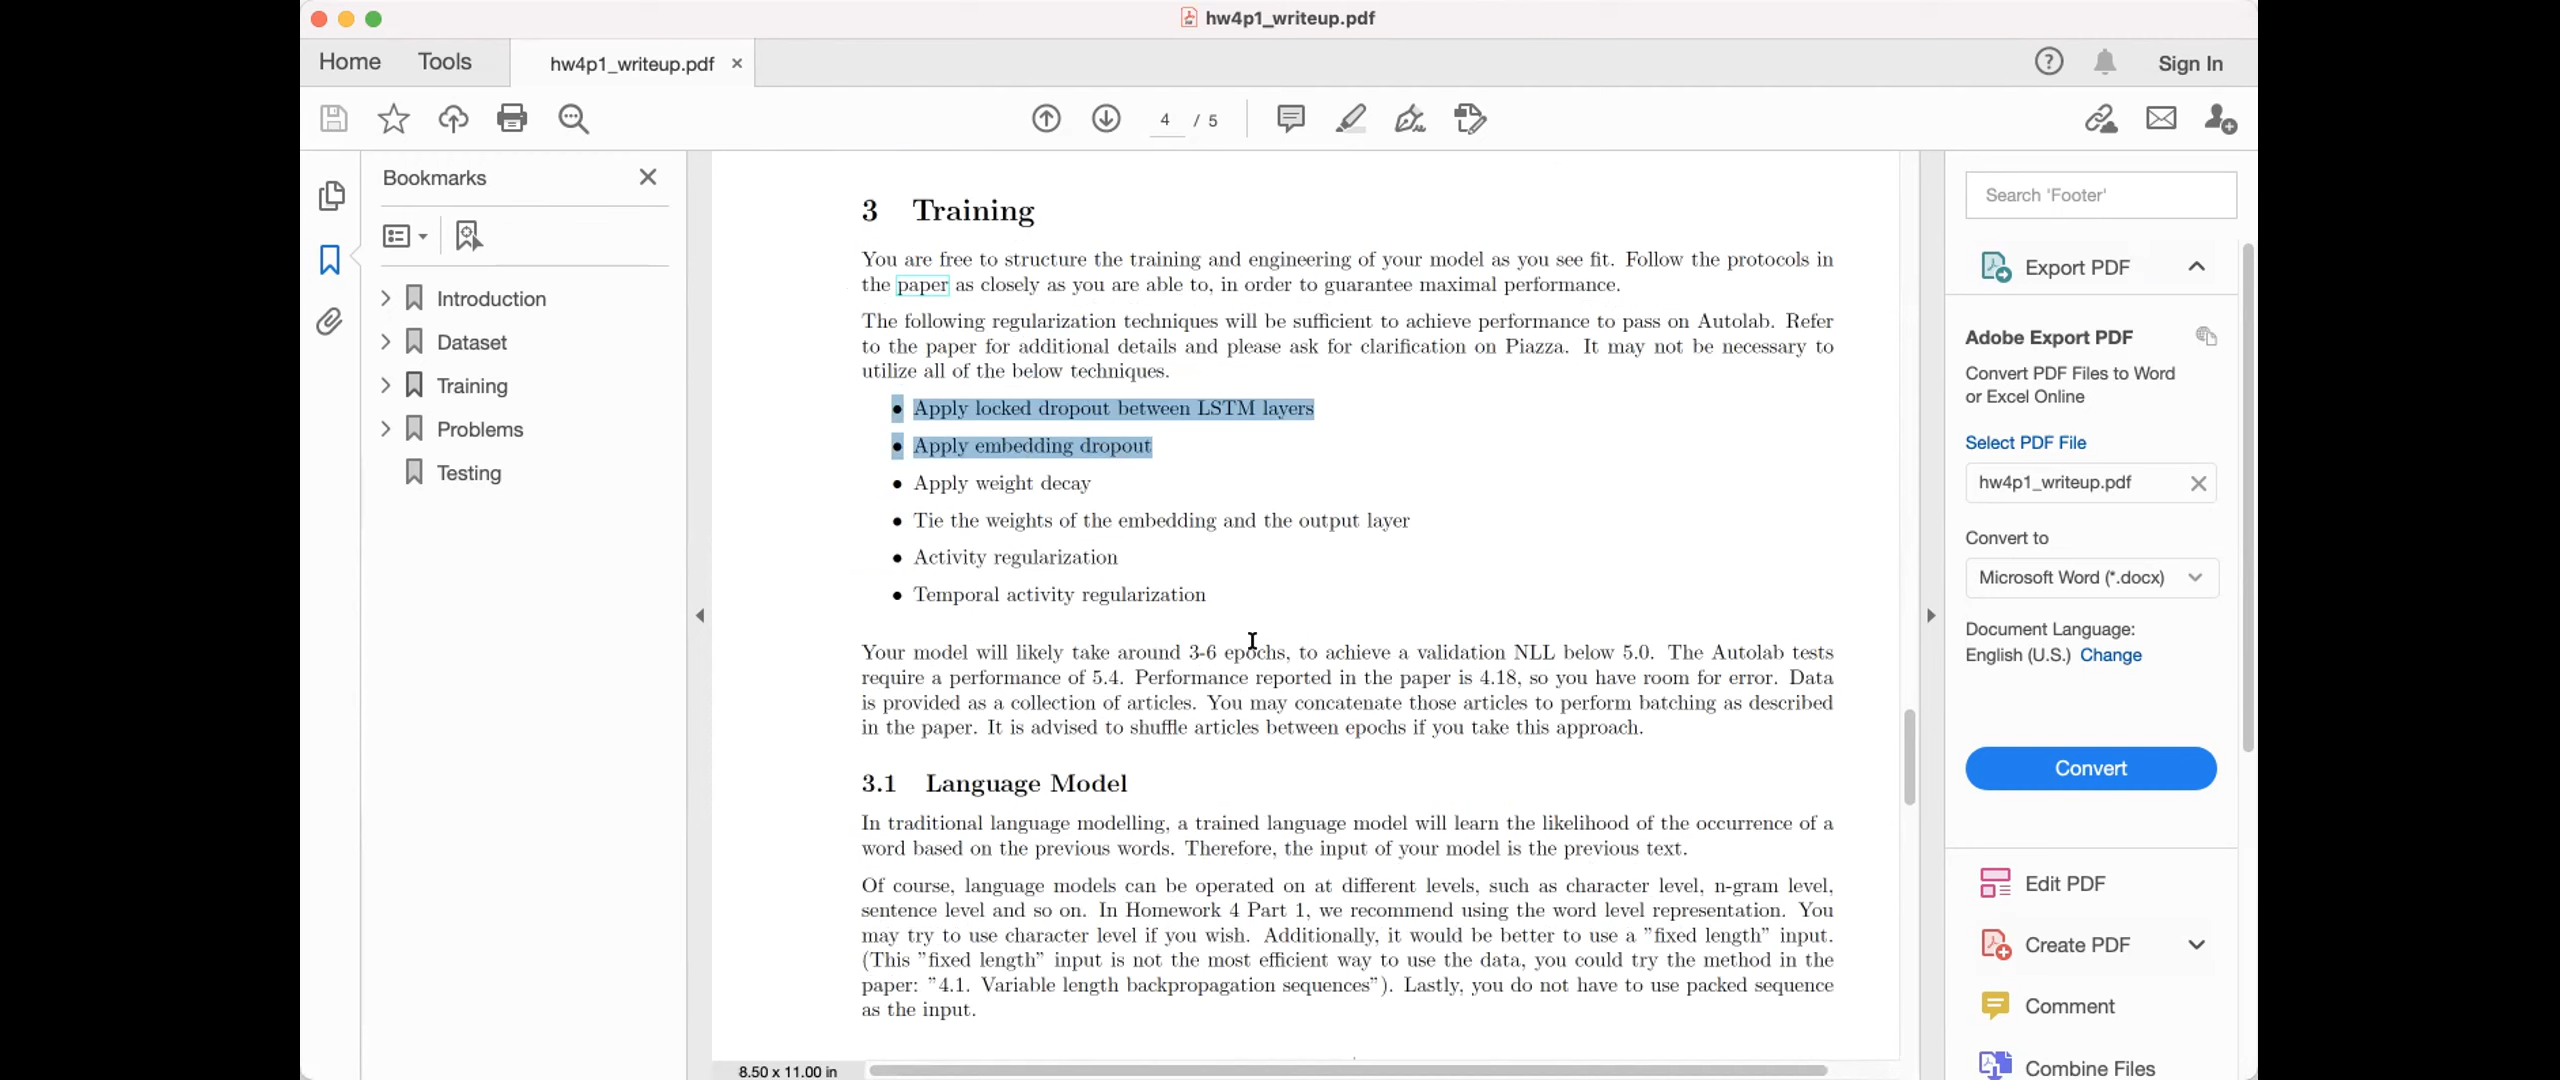 hw4p1_writeup.pdf
Home
Tools
hw4p1_writeup.pdf
Sign In
4 / 5
Bookmarks
Introduction
Dataset
Training
Problems
Testing
3 Training
You are free to structure the training and engineering of your model as you see fit. Follow the protocols in
the paper as closely as you are able to, in order to guarantee maximal performance.
The following regularization techniques will be sufficient to achieve performance to pass on Autolab. Refer
to the paper for additional details and please ask for clarification on Piazza. It may not be necessary to
utilize all of the below techniques.
• Apply locked dropout between LSTM layers
• Apply embedding dropout
• Apply weight decay
• Tie the weights of the embedding and the output layer
• Activity regularization
• Temporal activity regularization
Your model will likely take around 3-6 epochs, to achieve a validation NLL below 5.0. The Autolab tests
require a performance of 5.4. Performance reported in the paper is 4.18, so you have room for error. Data
is provided as a collection of articles. You may concatenate those articles to perform batching as described
in the paper. It is advised to shuffle articles between epochs if you take this approach.
3.1 Language Model
In traditional language modelling, a trained language model will learn the likelihood of the occurrence of a
word based on the previous words. Therefore, the input of your model is the previous text.
Of course, language models can be operated on at different levels, such as character level, n-gram level,
sentence level and so on. In Homework 4 Part 1, we recommend using the word level representation. You
may try to use character level if you wish. Additionally, it would be better to use a ”fixed length” input.
(This ”fixed length” input is not the most efficient way to use the data, you could try the method in the
paper: ”4.1. Variable length backpropagation sequences”). Lastly, you do not have to use packed sequence
as the input.
8.50 x 11.00 in
Search 'Footer'
Export PDF
Adobe Export PDF
Convert PDF Files to Word
or Excel Online
Select PDF File
hw4p1_writeup.pdf
Convert to
Microsoft Word (*.docx)
Document Language:
English (U.S.) Change
Convert
Edit PDF
Create PDF
Comment
Combine Files